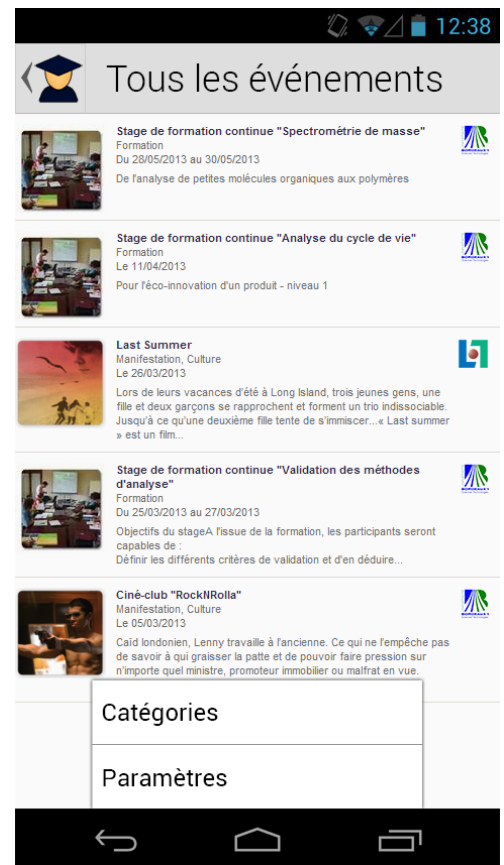 12:38
Tous les événements
Stage de formation continue "Spectrométrie de masse"
Formation
Du 28/05/2013 au 30/05/2013
De l'analyse de petites molécules organiques aux polymères
Stage de formation continue "Analyse du cycle de vie"
Formation
Le 11/04/2013
Pour l'éco-innovation d'un produit - niveau 1
Last Summer
Manifestation, Culture
Le 26/03/2013
Lors de leurs vacances d'été à Long Island, trois jeunes gens, une
fille et deux garçons se rapprochent et forment un trio indissociable.
Jusqu'à ce qu'une deuxième fille tente de s'immiscer...« Last summer
» est un film...
Stage de formation continue "Validation des méthodes
d'analyse"
Formation
Du 25/03/2013 au 27/03/2013
Objectifs du stageA l'issue de la formation, les participants seront
capables de :
Définir les différents critères de validation et d'en déduire...
Ciné-club "RockNRolla"
Manifestation, Culture
Le 05/03/2013
Caïd londonien, Lenny travaille à l'ancienne. Ce qui ne l'empêche pas
de savoir à qui graisser la patte et de pouvoir faire pression sur
n'importe quel ministre, promoteur immobilier ou malfrat en vue.
Catégories
Paramètres